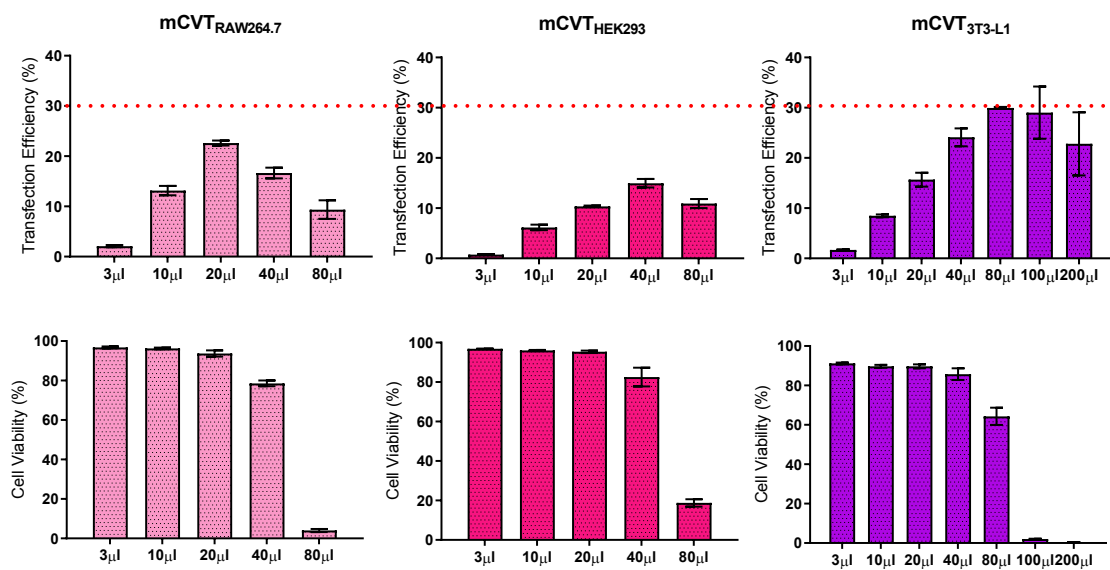 mCVTRAW264.7
mCVTHEK293
mCVT3T3-L1
Transfection Efficiency (%)
40
30
20
10
0
3µl 10µl 20µl 40µl 80µl
Transfection Efficiency (%)
40
30
20
10
0
3µl 10µl 20µl 40µl 80µl
Transfection Efficiency (%)
40
30
20
10
0
3µl 10µl 20µl 40µl 80µl 100µl 200µl
Cell Viability (%)
100
80
60
40
20
0
3µl 10µl 20µl 40µl 80µl
Cell Viability (%)
100
80
60
40
20
0
3µl 10µl 20µl 40µl 80µl
Cell Viability (%)
100
80
60
40
20
0
3µl 10µl 20µl 40µl 80µl 100µl 200µl